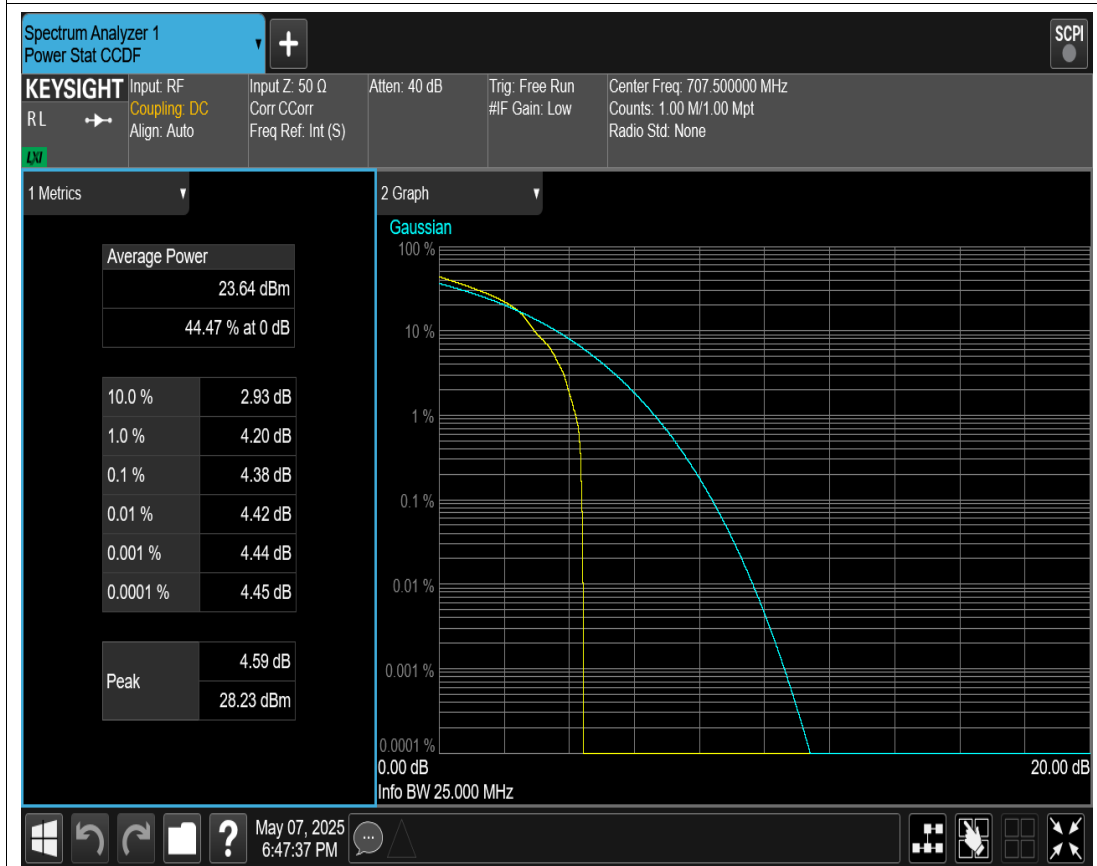 Spectrum Analyzer 1
Power Stat CCDF
SCPI
KEYSIGHT
RL
LXI
Input: RF
Coupling: DC
Align: Auto
Input Z: 50 Ω
Corr CCorr
Freq Ref: Int (S)
Atten: 40 dB
Trig: Free Run
#IF Gain: Low
Center Freq: 707.500000 MHz
Counts: 1.00 M/1.00 Mpt
Radio Std: None
1 Metrics
Average Power
23.64 dBm
44.47 % at 0 dB
10.0 % 2.93 dB
1.0 % 4.20 dB
0.1 % 4.38 dB
0.01 % 4.42 dB
0.001 % 4.44 dB
0.0001 % 4.45 dB
Peak
4.59 dB
28.23 dBm
2 Graph
Gaussian
100 %
10 %
1 %
0.1 %
0.01 %
0.001 %
0.0001 %
0.00 dB
20.00 dB
Info BW 25.000 MHz
?
May 07, 2025
6:47:37 PM